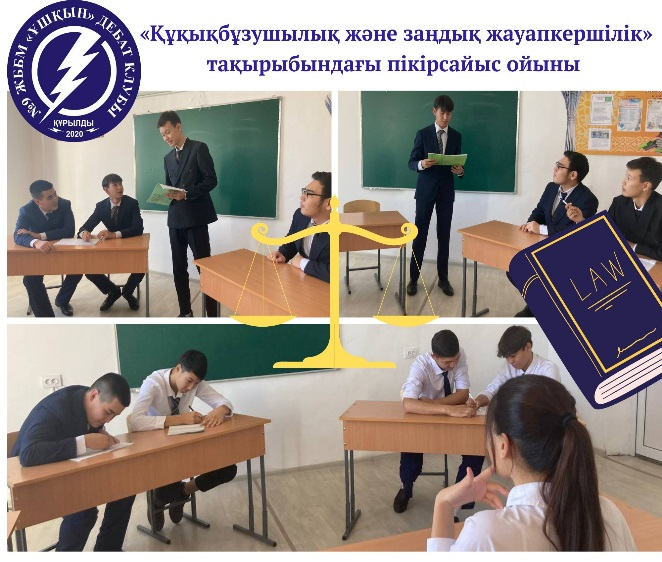 «Құқықбұзушылық және заңдық жауапкершілік»
тақырыбындағы пікірсайыс ойыны
№9 ЖББМ «ҰШҚЫН» ДЕБАТ КЛУБЫ
ҚҰРЫЛДЫ
2020
LAW